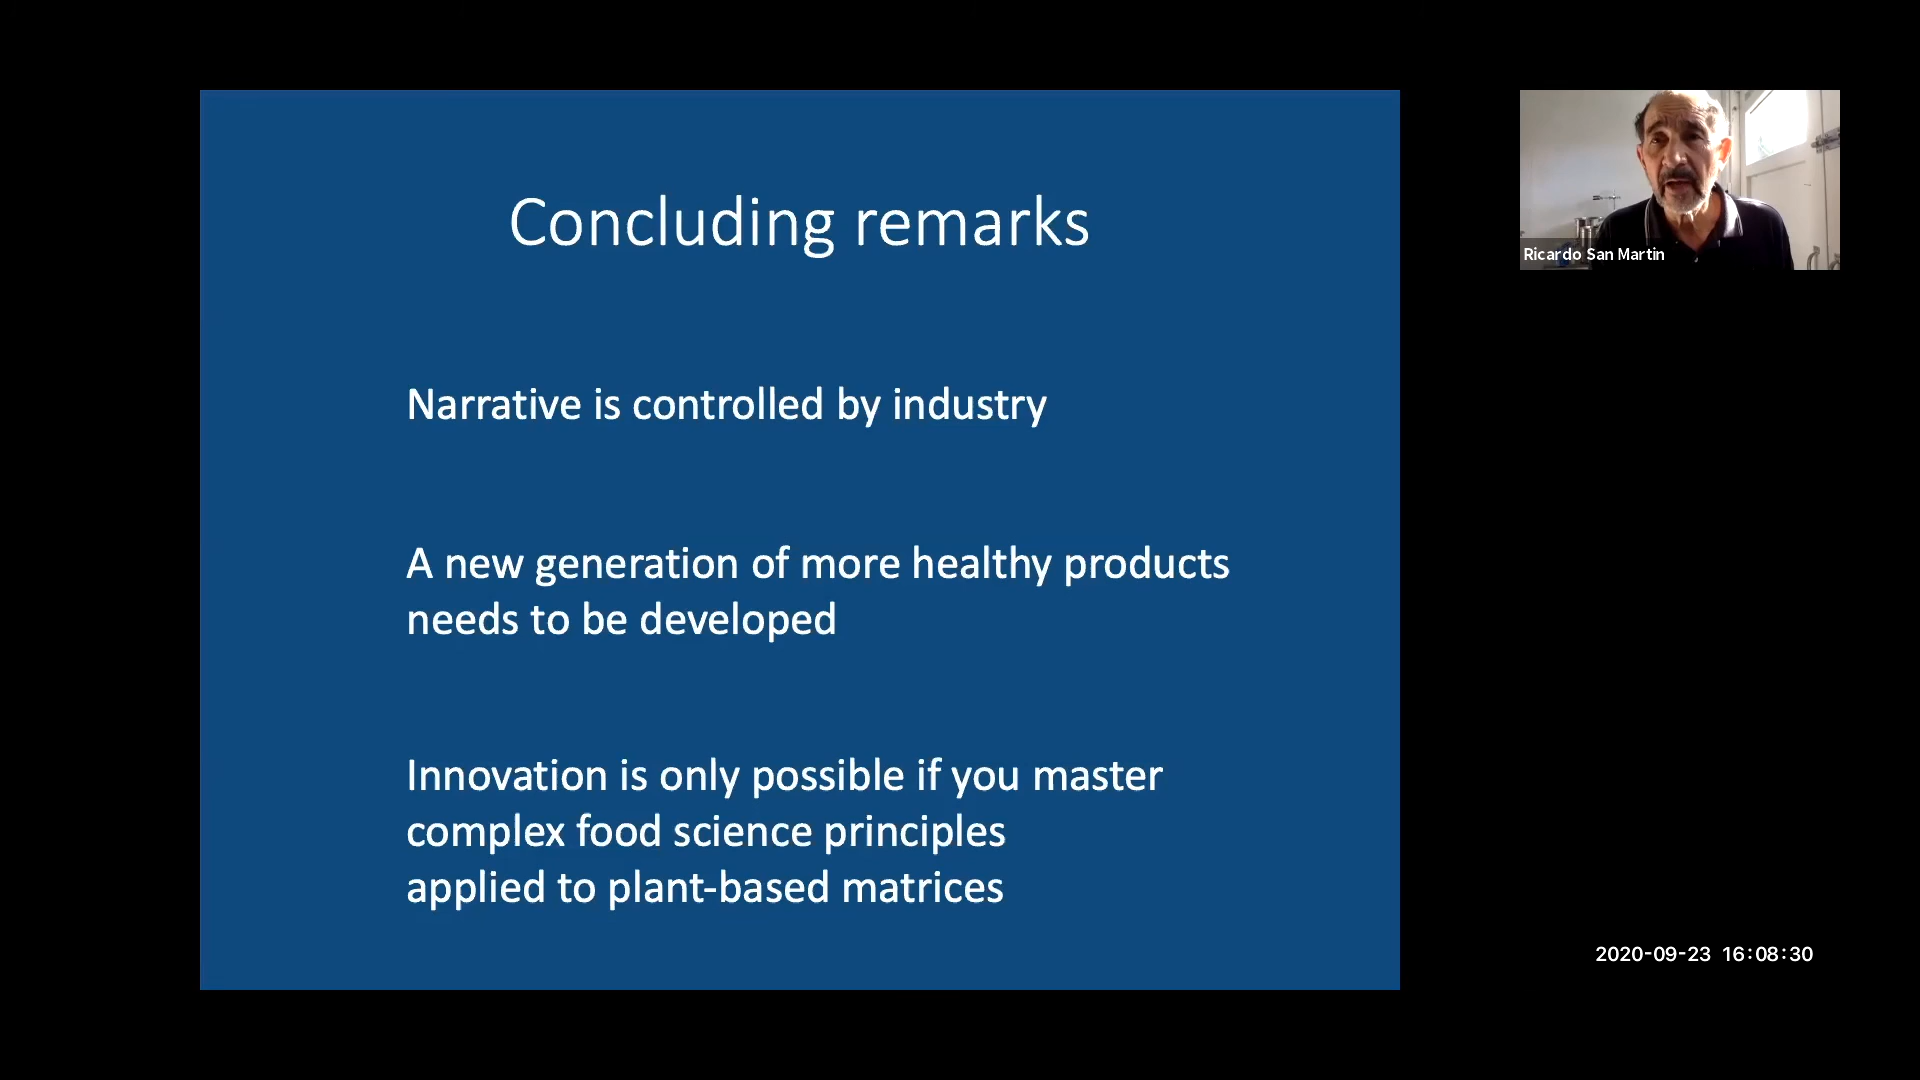 Concluding remarks
Narrative is controlled by industry
A new generation of more healthy products
needs to be developed
Innovation is only possible if you master
complex food science principles
applied to plant-based matrices
Ricardo San Martin
2020-09-23 16:08:30